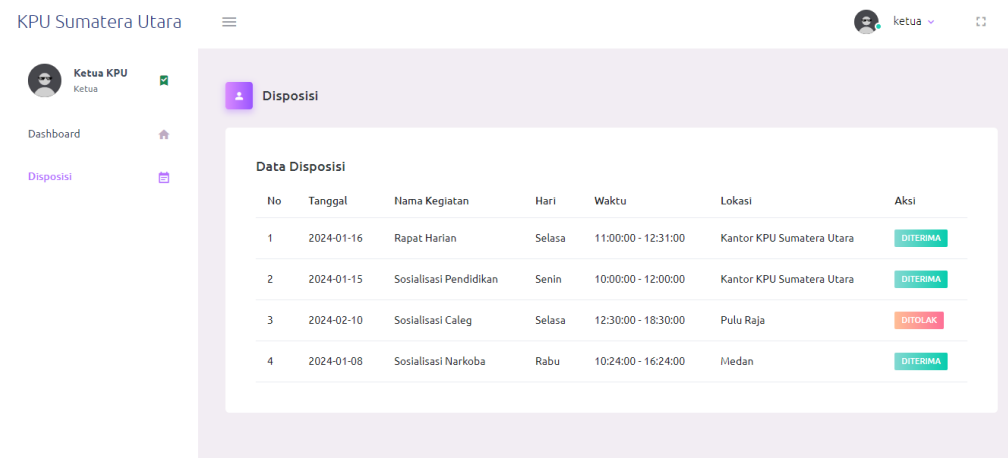 KPU Sumatera Utara
ketua
Ketua KPU
Ketua
Dashboard
Disposisi
Disposisi
Data Disposisi
No Tanggal Nama Kegiatan Hari Waktu Lokasi Aksi
1 2024-01-16 Rapat Harian Selasa 11:00:00 - 12:31:00 Kantor KPU Sumatera Utara DITERIMA
2 2024-01-15 Sosialisasi Pendidikan Senin 10:00:00 - 12:00:00 Kantor KPU Sumatera Utara DITERIMA
3 2024-02-10 Sosialisasi Caleg Selasa 12:30:00 - 18:30:00 Pulu Raja DITOLAK
4 2024-01-08 Sosialisasi Narkoba Rabu 10:24:00 - 16:24:00 Medan DITERIMA